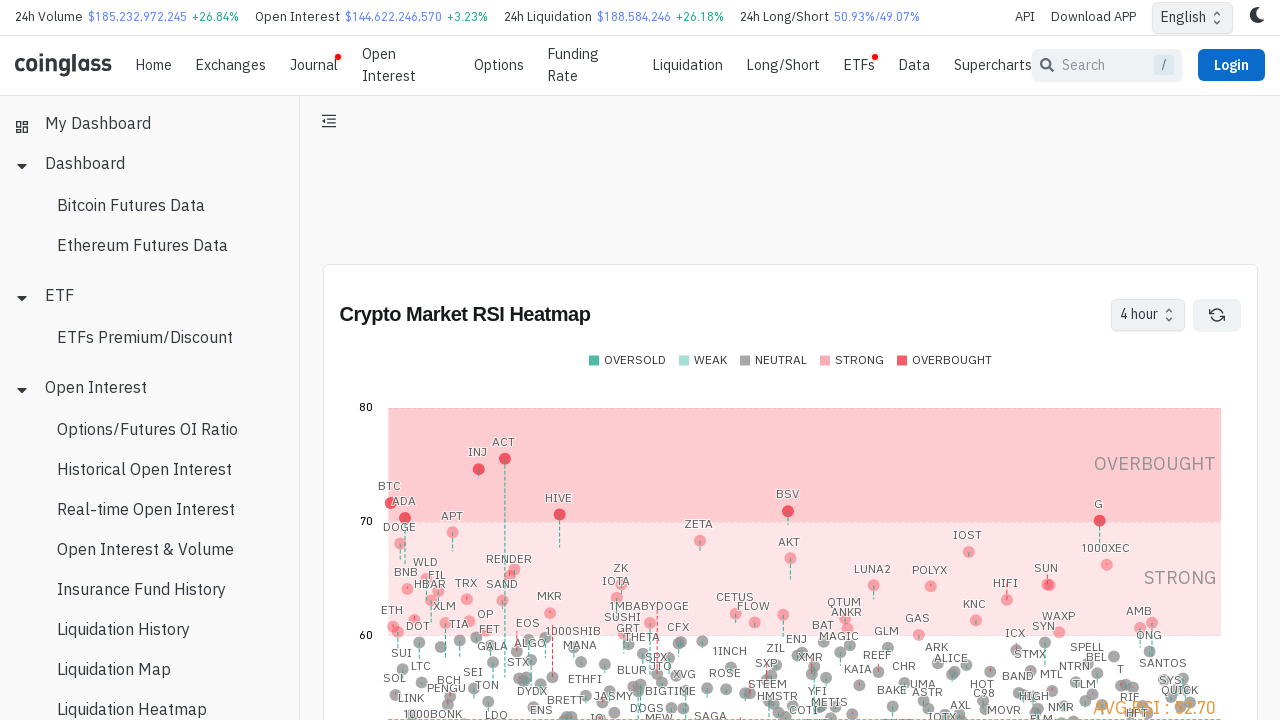 24h Volume $185,232,972,245 +26.84% Open Interest $144,622,246,570 +3.23% 24h Liquidation $188,584,246 +26.18% 24h Long/Short 50.93%/49.07% API Download APP English
coinglass Home Exchanges Journal Open Interest Options Funding Rate Liquidation Long/Short ETFs Data Supercharts Search / Login
My Dashboard
Dashboard
Bitcoin Futures Data
Ethereum Futures Data
ETF
ETFs Premium/Discount
Open Interest
Options/Futures OI Ratio
Historical Open Interest
Real-time Open Interest
Open Interest & Volume
Insurance Fund History
Liquidation History
Liquidation Map
Liquidation Heatmap
Crypto Market RSI Heatmap
4 hour
OVERSOLD WEAK NEUTRAL STRONG OVERBOUGHT
80
ACT
INJ
OVERBOUGHT
BTC
ADA
HIVE
BSV
G
70
APT
DOGE
ZETA
IOST
AKT
1000XEC
WLD
RENDER
BNB
FIL
ZK
LUNA2
POLYX
SUN
STRONG
HBAR
TRX
SAND
IOTA
HIFI
MKR
CETUS
ETH
XLM
1MBABYDOGE
FLOW
QTUM
KNC
AMB
OP
SUSHI
ANKR
GAS
WAXP
60
DOT
TIA
FET
EOS
1000SHIB
GRT
THETA
CFX
ENJ
BAT
MAGIC
GLM
ICX
SYN
ONG
SUI
GALA
ALGO
MANA
1INCH
ZIL
ARK
SPELL
LTC
STX
SPX
XMR
REEF
ALICE
STMX
BEL
SANTOS
SOL
BCH
SEI
ETHFI
BLUR
JTO
XVG
ROSE
SXP
KAIA
CHR
BAND
MTL
NTRN
T
SYS
LINK
PENGU
TON
DYDX
BRETT
JASMY
BIGTIME
STEEM
HMSTR
YFI
BAKE
UMA
ASTR
HOT
C98
HIGH
TLM
RIF
QUICK
1000BONK
LDO
ENS
IO
DOGS
MEW
SAGA
COTI
METIS
IOTX
AXL
MOVR
FLM
NMR
HFT
AVG RSI : 52.70